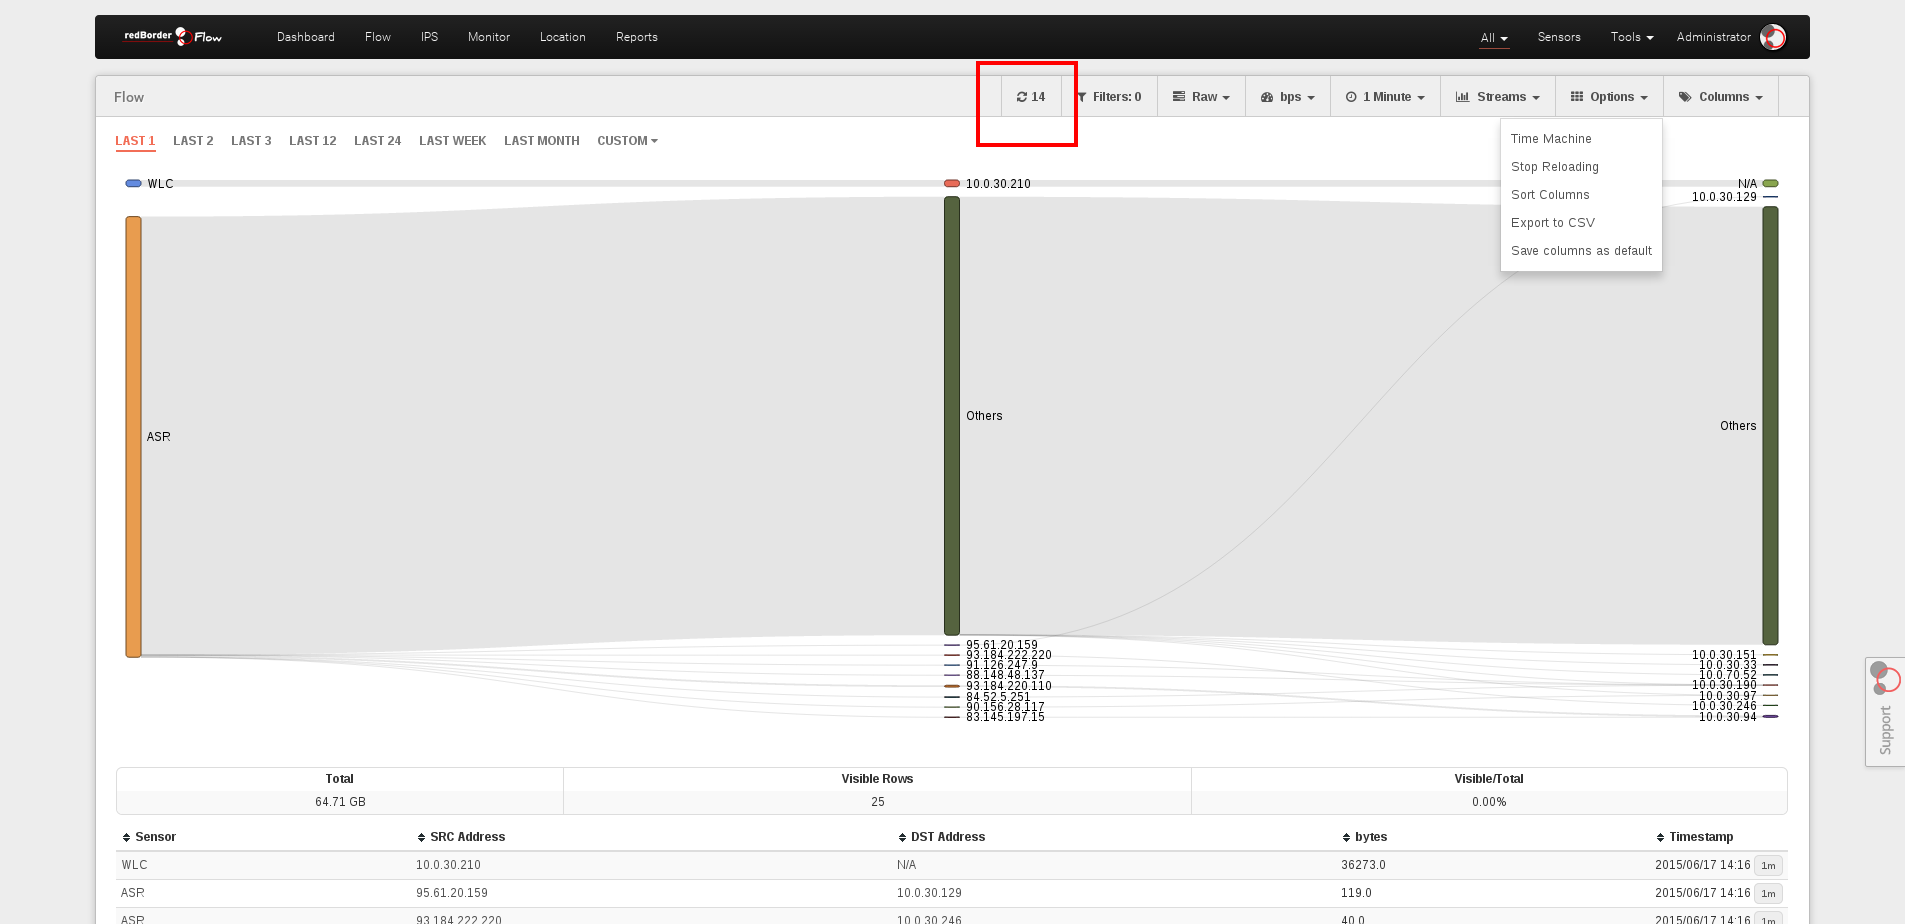 redBorder Flow Dashboard Flow IPS Monitor Location Reports All Sensors Tools Administrator
Flow 14 Filters: 0 Raw bps 1 Minute Streams Options Columns
LAST 1 LAST 2 LAST 3 LAST 12 LAST 24 LAST WEEK LAST MONTH CUSTOM
Time Machine
Stop Reloading
Sort Columns
Export to CSV
Save columns as default
WLC 10.0.30.210 N/A
10.0.30.129
Others
Others
ASR
95.61.20.159
93.184.222.220 10.0.30.151
91.126.247.9 10.0.30.33
88.148.48.137 10.0.70.52
93.184.220.110 10.0.30.190
84.52.5.251 10.0.30.97
90.156.28.117 10.0.30.246
83.145.197.15 10.0.30.94
Support
Total Visible Rows Visible/Total
64.71 GB 25 0.00%
Sensor SRC Address DST Address bytes Timestamp
WLC 10.0.30.210 N/A 36273.0 2015/06/17 14:16 1m
ASR 95.61.20.159 10.0.30.129 119.0 2015/06/17 14:16 1m
ASR 93.184.222.220 10.0.30.246 40.0 2015/06/17 14:16 1m